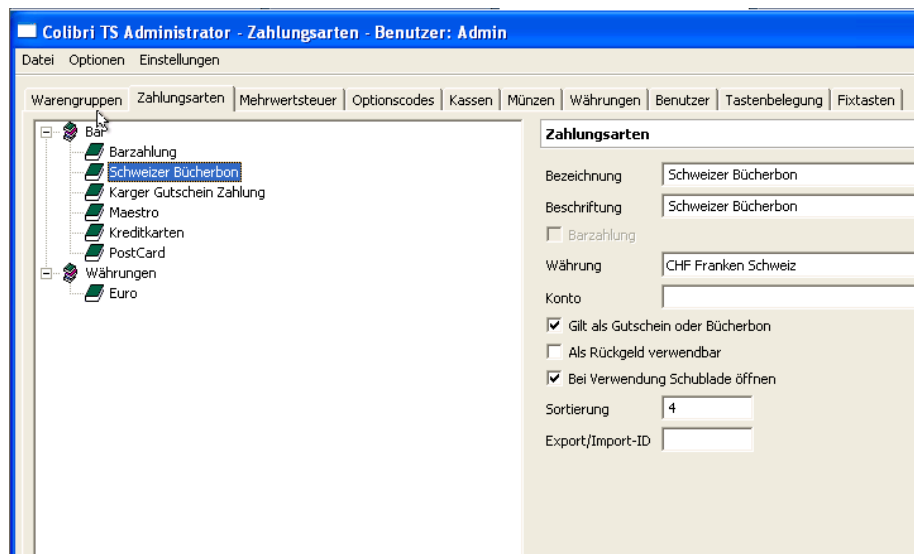 Colibri TS Administrator - Zahlungsarten - Benutzer: Admin
Datei Optionen Einstellungen
Warengruppen Zahlungsarten Mehrwertsteuer Optionscodes Kassen Münzen Währungen Benutzer Tastenbelegung Fixtasten
Bar
Barzahlung
Schweizer Bücherbon
Karger Gutschein Zahlung
Maestro
Kreditkarten
PostCard
Währungen
Euro
Zahlungsarten
Bezeichnung Schweizer Bücherbon
Beschriftung Schweizer Bücherbon
Barzahlung
Währung CHF Franken Schweiz
Konto
Gilt als Gutschein oder Bücherbon
Als Rückgeld verwendbar
Bei Verwendung Schublade öffnen
Sortierung 4
Export/Import-ID